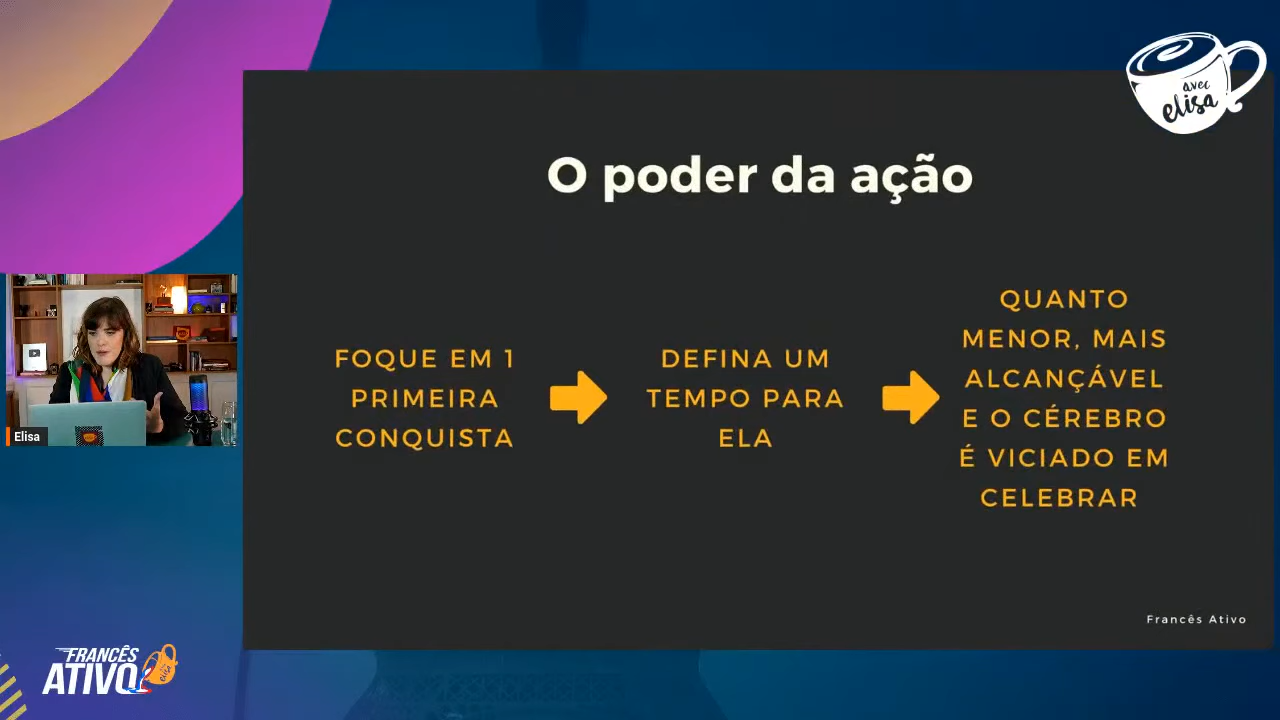 avec
elisa
O poder da ação
FOQUE EM 1
PRIMEIRA
CONQUISTA
DEFINA UM
TEMPO PARA
ELA
QUANTO
MENOR, MAIS
ALCANÇÁVEL
E O CÉREBRO
É VICIADO EM
CELEBRAR
Elisa
Francês Ativo
FRANCÊS
ATIVO
elisa